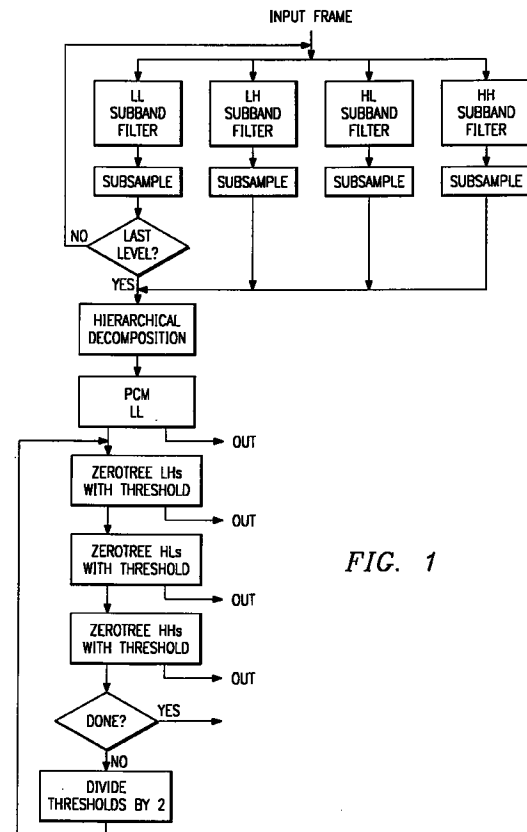 INPUT FRAME
LL
SUBBAND
FILTER
LH
SUBBAND
FILTER
HL
SUBBAND
FILTER
HH
SUBBAND
FILTER
SUBSAMPLE
SUBSAMPLE
SUBSAMPLE
SUBSAMPLE
NO
LAST
LEVEL?
YES
HIERARCHICAL
DECOMPOSITION
PCM
LL
OUT
ZEROTREE LHs
WITH THRESHOLD
OUT
ZEROTREE HLs
WITH THRESHOLD
FIG. 1
OUT
ZEROTREE HHs
WITH THRESHOLD
OUT
DONE?
YES
NO
DIVIDE
THRESHOLDS BY 2